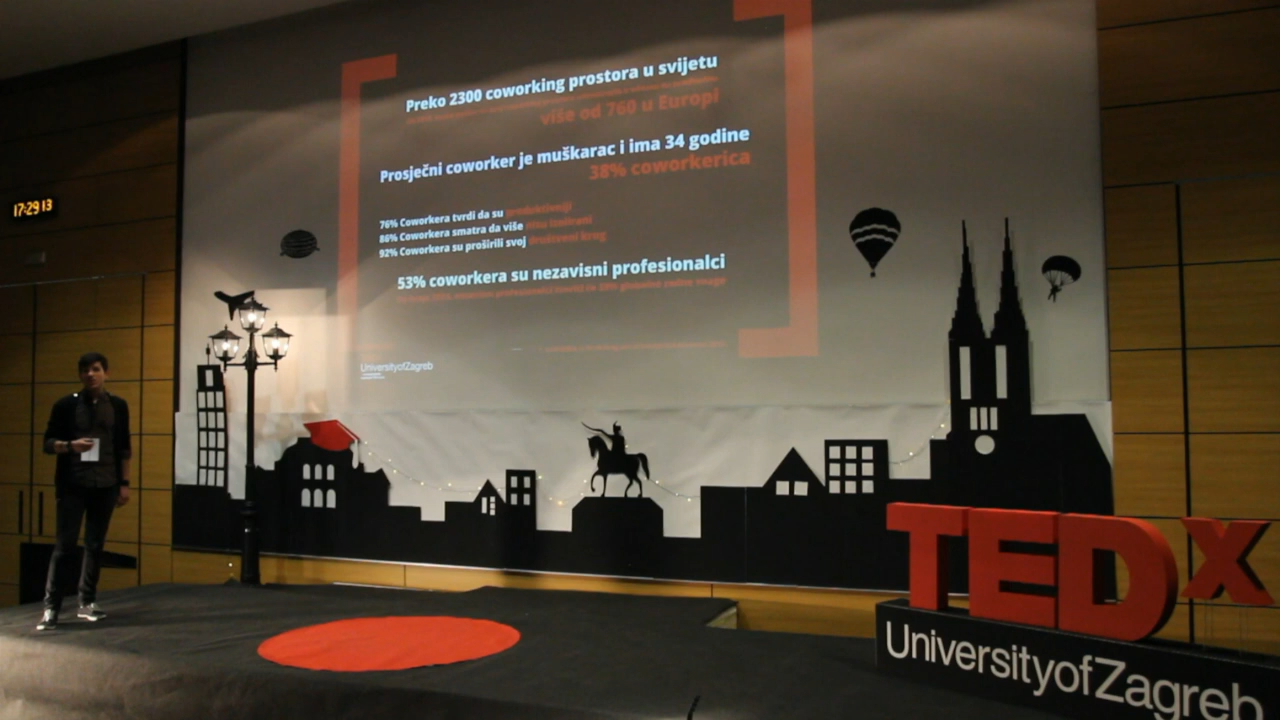 Preko 2300 coworking prostora u svijetu
više od 760 u Europi
Prosječni coworker je muškarac i ima 34 godine
38% coworkerica
76% Coworkera tvrdi da su produktivniji
86% Coworkera smatra da više nisu izolirani
92% Coworkera su proširili svoj društveni krug
53% coworkera su nezavisni profesionalci
UniversityofZagreb
17:29 13
TEDx
UniversityofZagreb